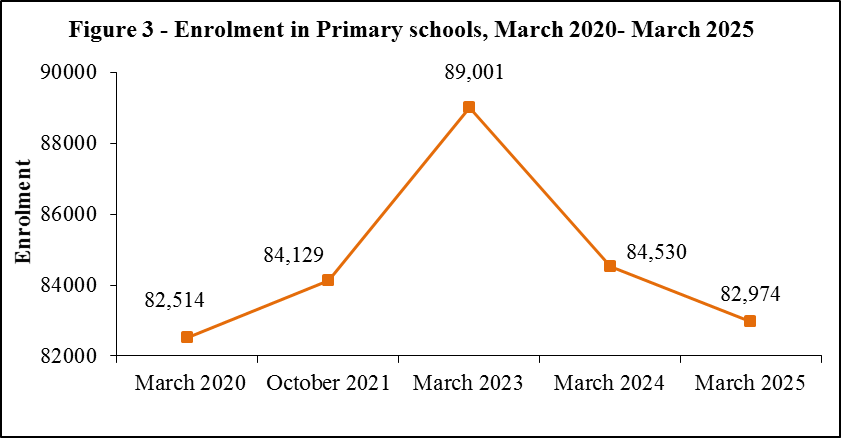 Figure 3 - Enrolment in Primary schools, March 2020- March 2025
Enrolment
90000
88000
86000
84000
82000
82,514
84,129
89,001
84,530
82,974
March 2020
October 2021
March 2023
March 2024
March 2025